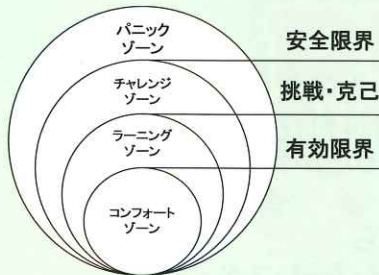 パニック
ゾーン
安全限界
チャレンジ
ゾーン
挑戦・克己
ラーニング
ゾーン
有効限界
コンフォート
ゾーン